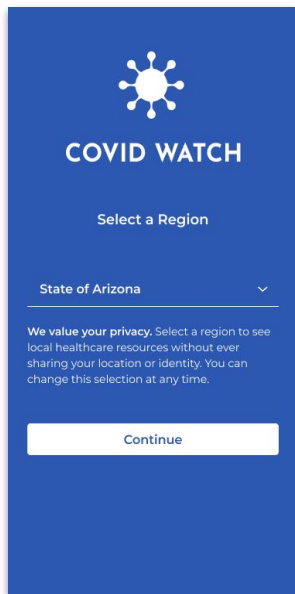 COVID WATCH
Select a Region
State of Arizona
We value your privacy. Select a region to see
local healthcare resources without ever
sharing your location or identity. You can
change this selection at any time.
Continue